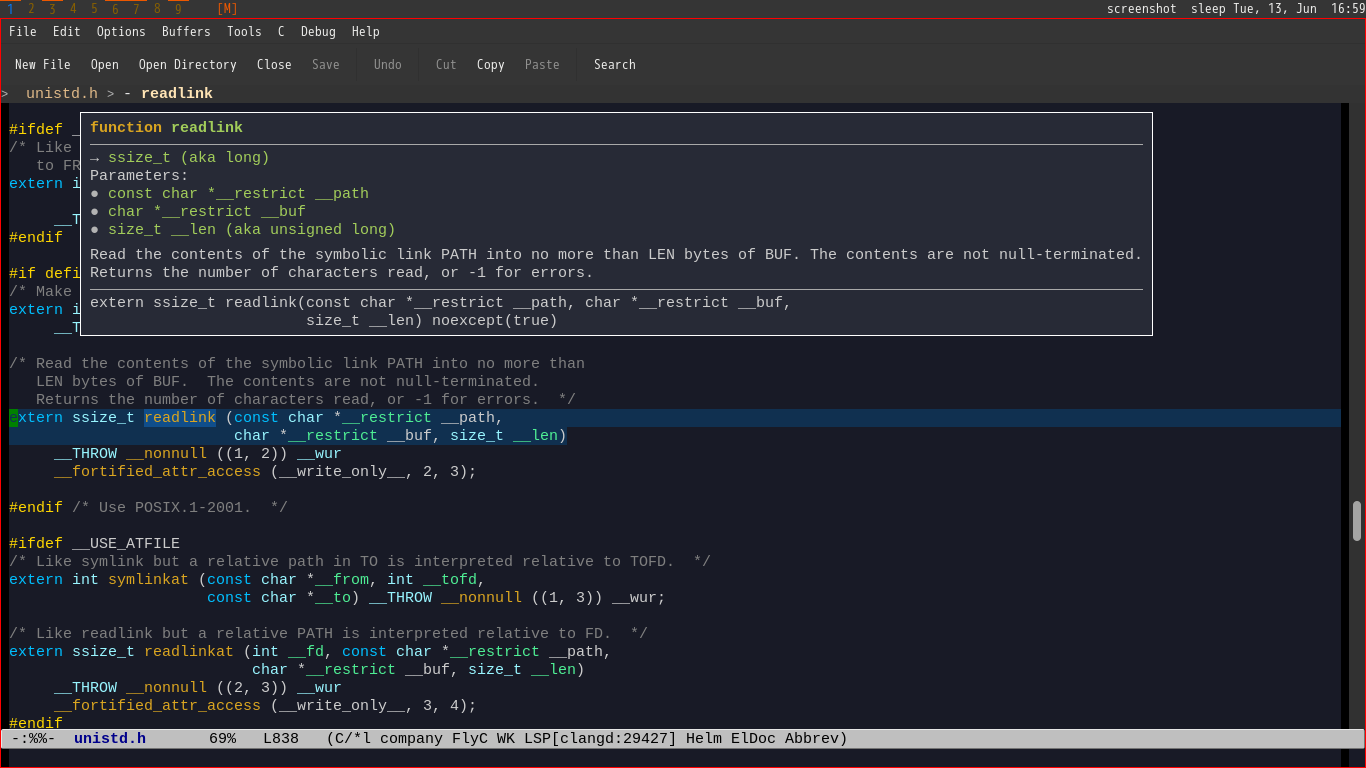 1 2 3 4 5 6 7 8 9 [M] screenshot sleep Tue, 13, Jun 16:59
File Edit Options Buffers Tools C Debug Help
New File Open Open Directory Close Save Undo Cut Copy Paste Search
> unistd.h > - readlink
#ifdef _
/* Like
to FR
extern i
__T
#endif
#if defi
/* Make
extern i
__T
function readlink
→ ssize_t (aka long)
Parameters:
● const char *__restrict __path
● char *__restrict __buf
● size_t __len (aka unsigned long)
Read the contents of the symbolic link PATH into no more than LEN bytes of BUF. The contents are not null-terminated.
Returns the number of characters read, or -1 for errors.
extern ssize_t readlink(const char *__restrict __path, char *__restrict __buf,
size_t __len) noexcept(true)
/* Read the contents of the symbolic link PATH into no more than
LEN bytes of BUF.  The contents are not null-terminated.
Returns the number of characters read, or -1 for errors.  */
extern ssize_t readlink (const char *__restrict __path,
char *__restrict __buf, size_t __len)
__THROW __nonnull ((1, 2)) __wur
__fortified_attr_access (__write_only__, 2, 3);
#endif /* Use POSIX.1-2001.  */
#ifdef __USE_ATFILE
/* Like symlink but a relative path in TO is interpreted relative to TOFD.  */
extern int symlinkat (const char *__from, int __tofd,
const char *__to) __THROW __nonnull ((1, 3)) __wur;
/* Like readlink but a relative PATH is interpreted relative to FD.  */
extern ssize_t readlinkat (int __fd, const char *__restrict __path,
char *__restrict __buf, size_t __len)
__THROW __nonnull ((2, 3)) __wur
__fortified_attr_access (__write_only__, 3, 4);
#endif
-:%%-  unistd.h       69%   L838   (C/*l company FlyC WK LSP[clangd:29427] Helm ElDoc Abbrev)